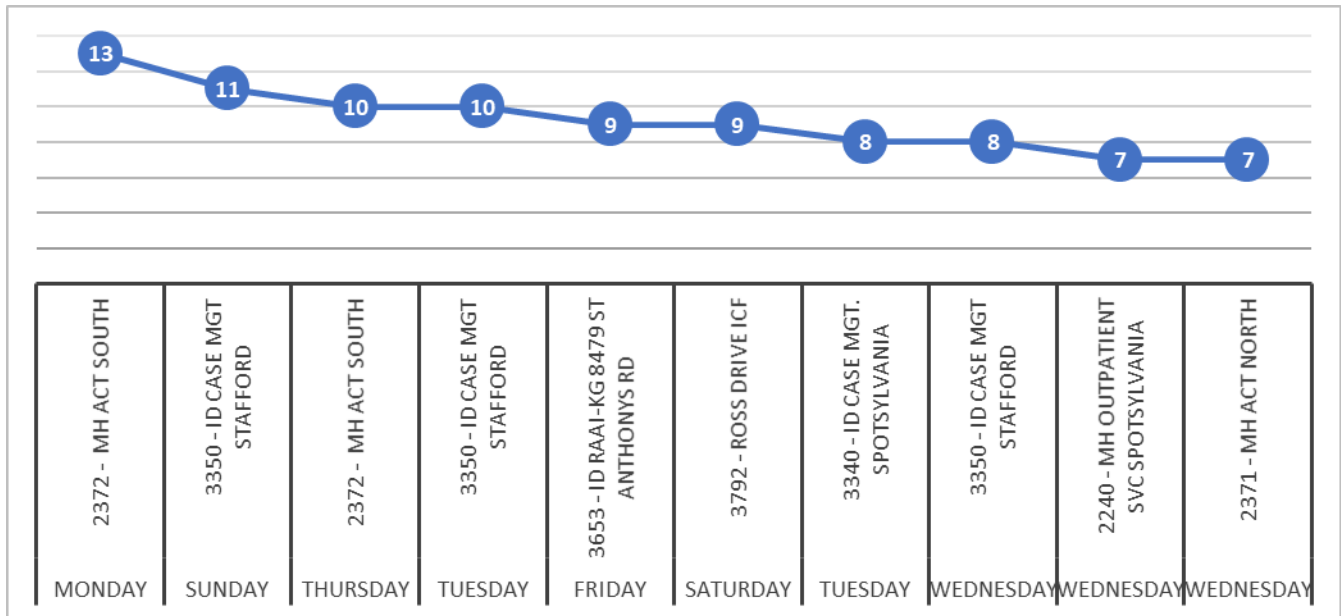 13
11
10
10
9
9
8
8
7
7
2372 - MH ACT SOUTH
3350 - ID CASE MGT
STAFFORD
2372 - MH ACT SOUTH
3350 - ID CASE MGT
STAFFORD
3653 - ID RAAI-KG 8479 ST
ANTHONYS RD
3792 - ROSS DRIVE ICF
3340 - ID CASE MGT.
SPOTSYLVANIA
3350 - ID CASE MGT
STAFFORD
2240 - MH OUTPATIENT
SVC SPOTSYLVANIA
2371 - MH ACT NORTH
MONDAY
SUNDAY
THURSDAY
TUESDAY
FRIDAY
SATURDAY
TUESDAY
WEDNESDAY
WEDNESDAY
WEDNESDAY